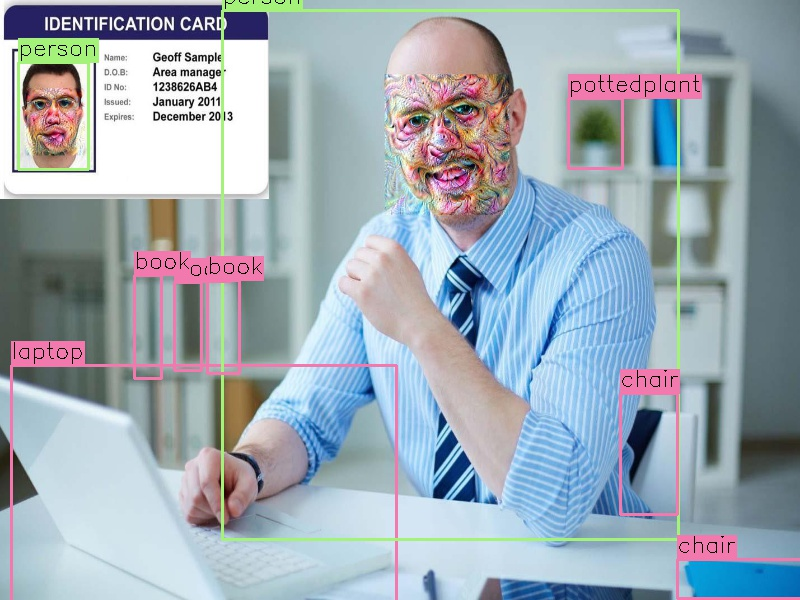 person
IDENTIFICATION CARD
person
Name: Geoff Sample
D.O.B: Area manager
ID No: 1238626AB4
Issued: January 2011
Expires: December 2013
pottedplant
book
book
laptop
chair
chair